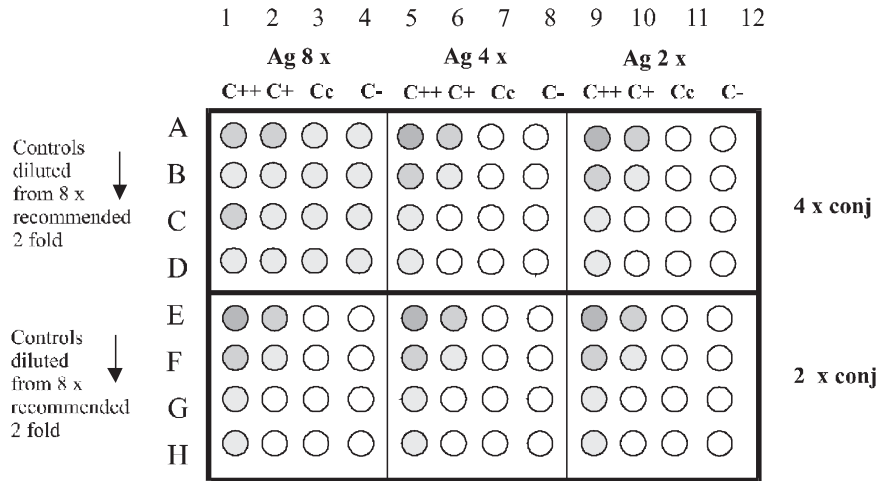 1 2 3 4 5 6 7 8 9 10 11 12
Ag 8 x Ag 4 x Ag 2 x
C++ C+ Cc C- C++ C+ Cc C- C++ C+ Cc C-
A
B
C
D
Controls
diluted
from 8 x
recommended
2 fold
4 x conj
E
F
G
H
Controls
diluted
from 8 x
recommended
2 fold
2 x conj